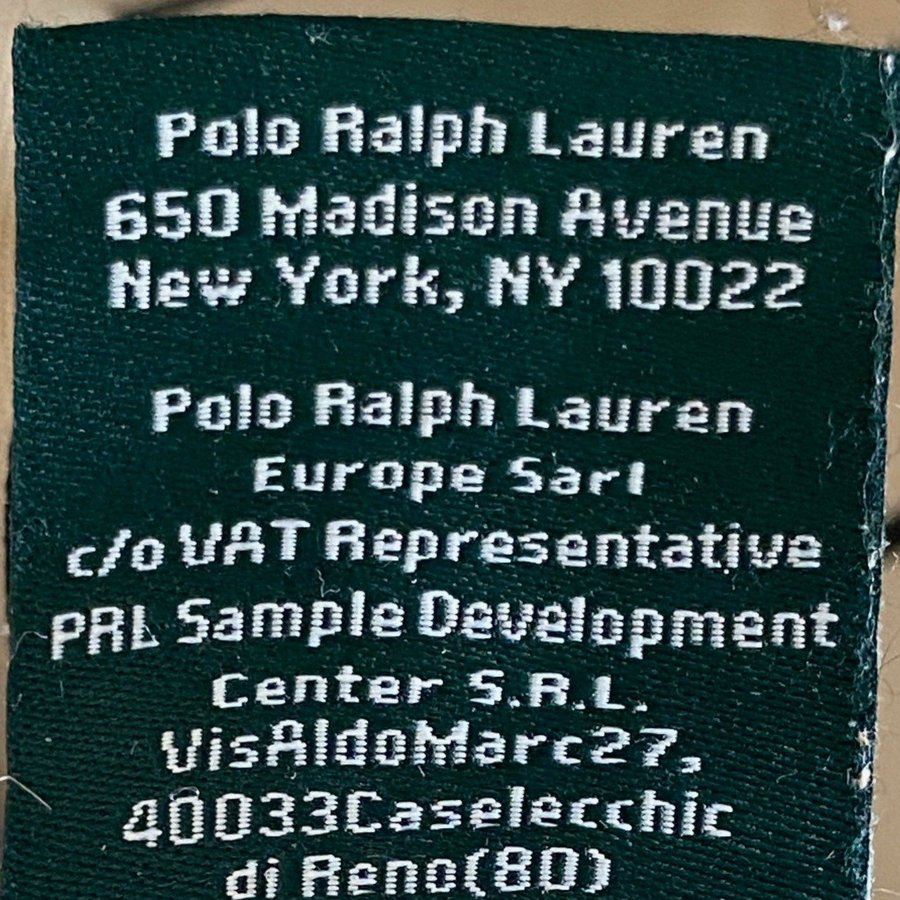 Polo Ralph Lauren
650 Madison Avenue
New York, NY 10022
Polo Ralph Lauren
Europe Sarl
c/o VAT Representative
PRL Sample Development
Center S.R.L.
VisAldoMarc27,
40033Caselecchic
di Reno(80)